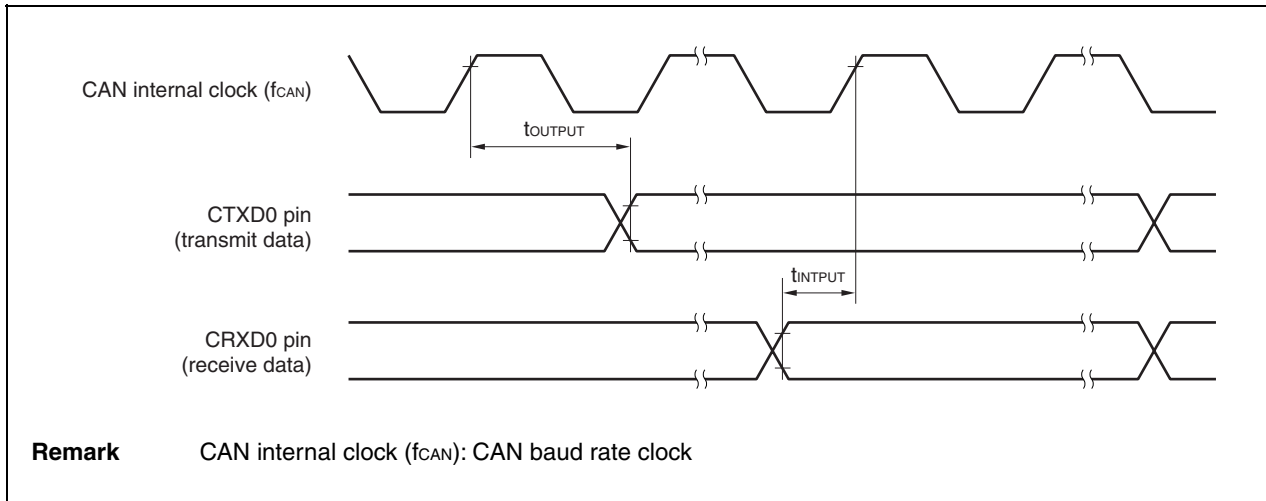 CAN internal clock (fCAN)
tOUTPUT
CTXD0 pin
(transmit data)
tINTPUT
CRXD0 pin
(receive data)
Remark CAN internal clock (fCAN): CAN baud rate clock